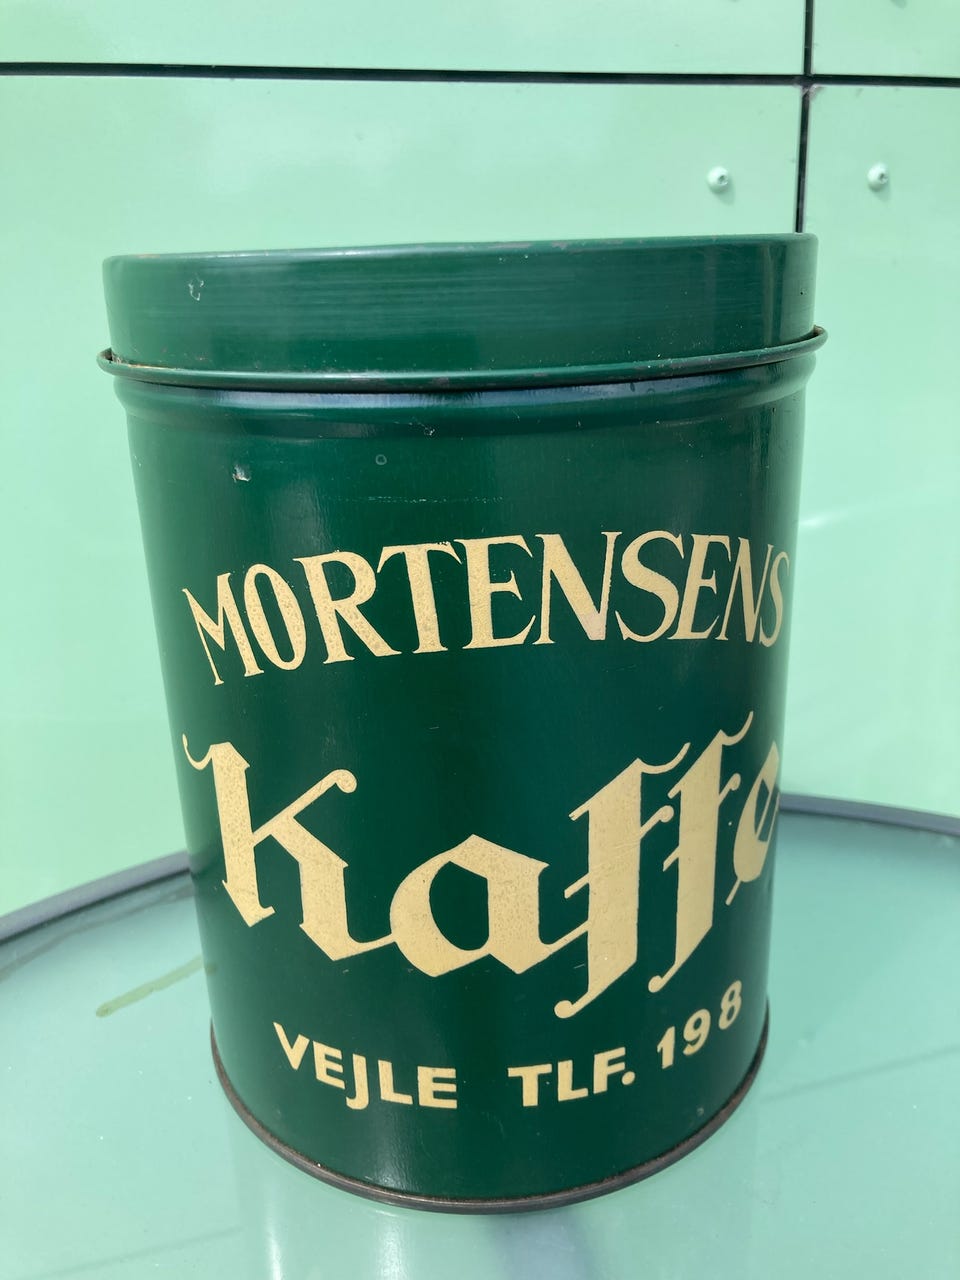 MORTENSENS
Kaffe
VEJLE TLF. 198